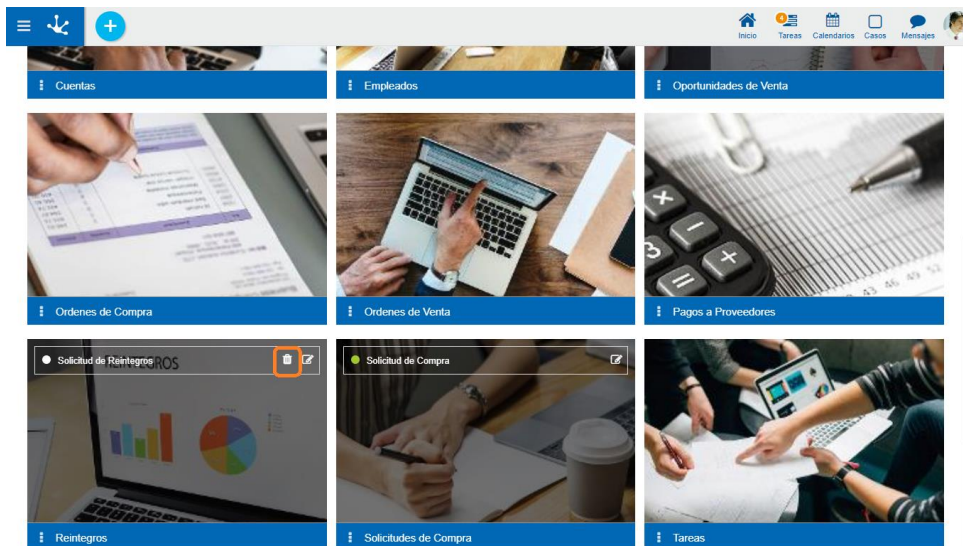 4
Inicio Tareas Calendarios Casos Mensajes
Cuentas Empleados Oportunidades de Venta
Ordenes de Compra Ordenes de Venta Pagos a Proveedores
Solicitud de Reintegros Solicitud de Compra
REINTEGROS
Reintegros Solicitudes de Compra Tareas